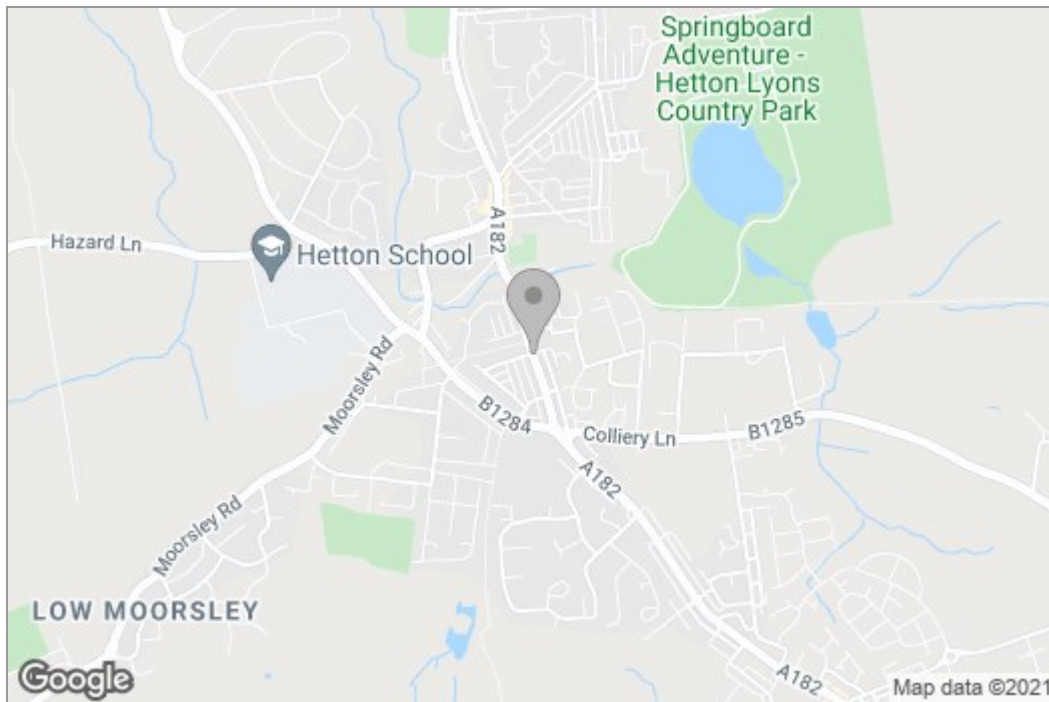 Springboard
Adventure -
Hetton Lyons
Country Park
A182
Hazard Ln
Hetton School
Moorsley Rd
B1284
Colliery Ln
B1285
A182
Moorsley Rd
LOW MOORSLEY
A182
Google
Map data ©2021